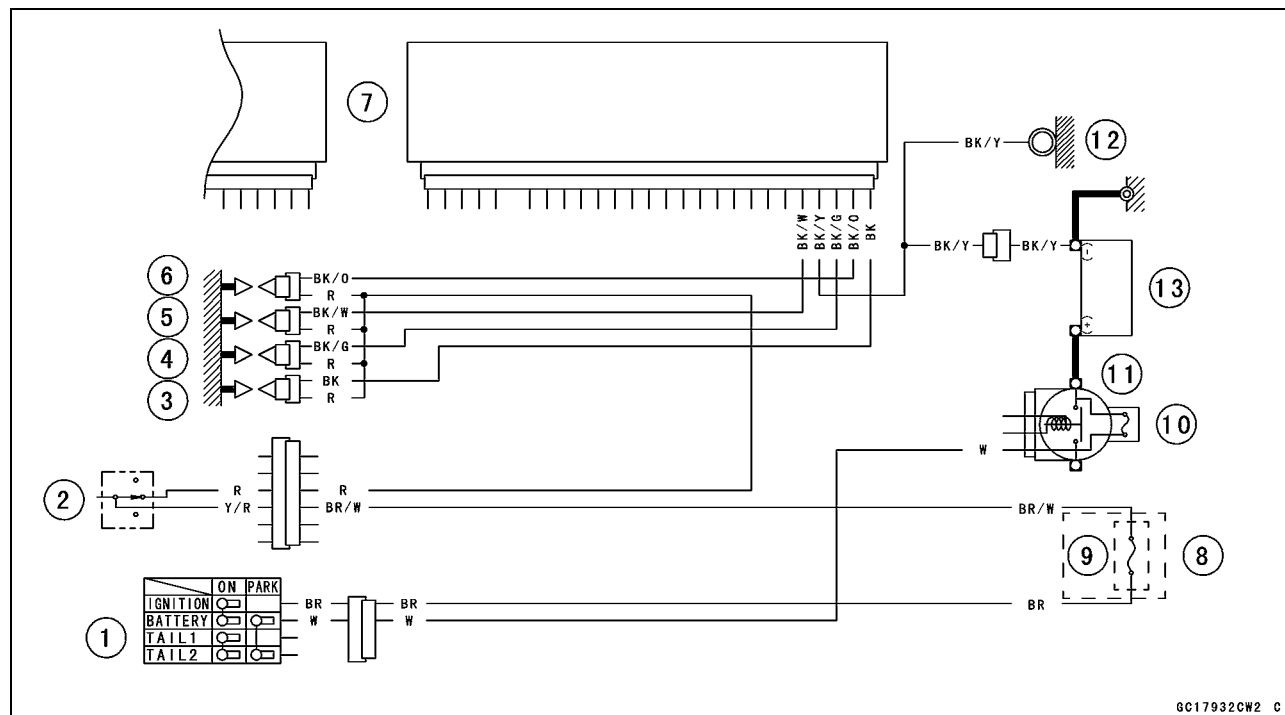 7
12
BK/Y
BK/W
BK/Y
BK/G
BK/O
BK
BK/Y
BK/Y
(-)
13
(+)
6
BK/O
R
5
BK/W
R
4
BK/G
R
3
BK
R
11
10
W
2
R
R
Y/R
BR/W
BR/W
9
8
ON PARK
IGNITION
BR
BR
BR
BATTERY
W
W
1
TAIL1
TAIL2
GC17932CW2 C